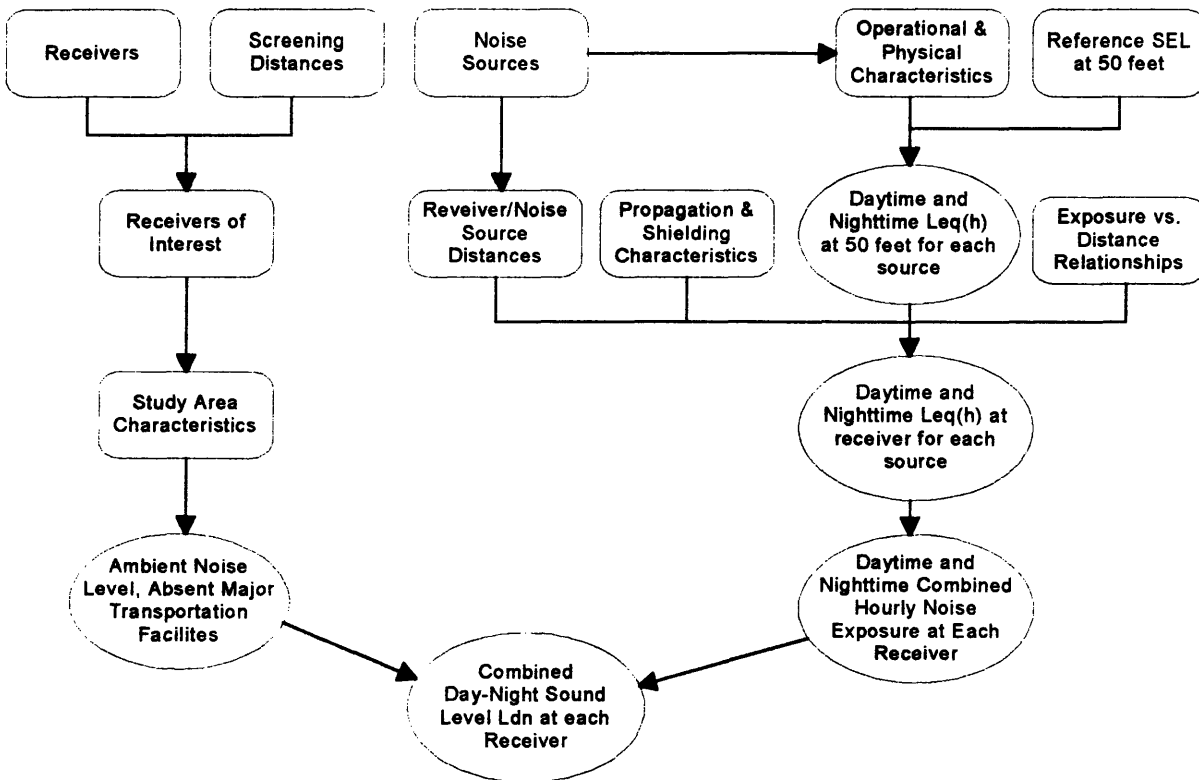 Receivers
Screening
Distances
Noise
Sources
Operational &
Physical
Characteristics
Reference SEL
at 50 feet
Receivers of
Interest
Reveiver/Noise
Source
Distances
Propagation &
Shielding
Characteristics
Daytime and
Nighttime Leq(h)
at 50 feet for each
source
Exposure vs.
Distance
Relationships
Study Area
Characteristics
Daytime and
Nighttime Leq(h) at
receiver for each
source
Ambient Noise
Level, Absent Major
Transportation
Facilites
Daytime and
Nighttime Combined
Hourly Noise
Exposure at Each
Receiver
Combined
Day-Night Sound
Level Ldn at each
Receiver